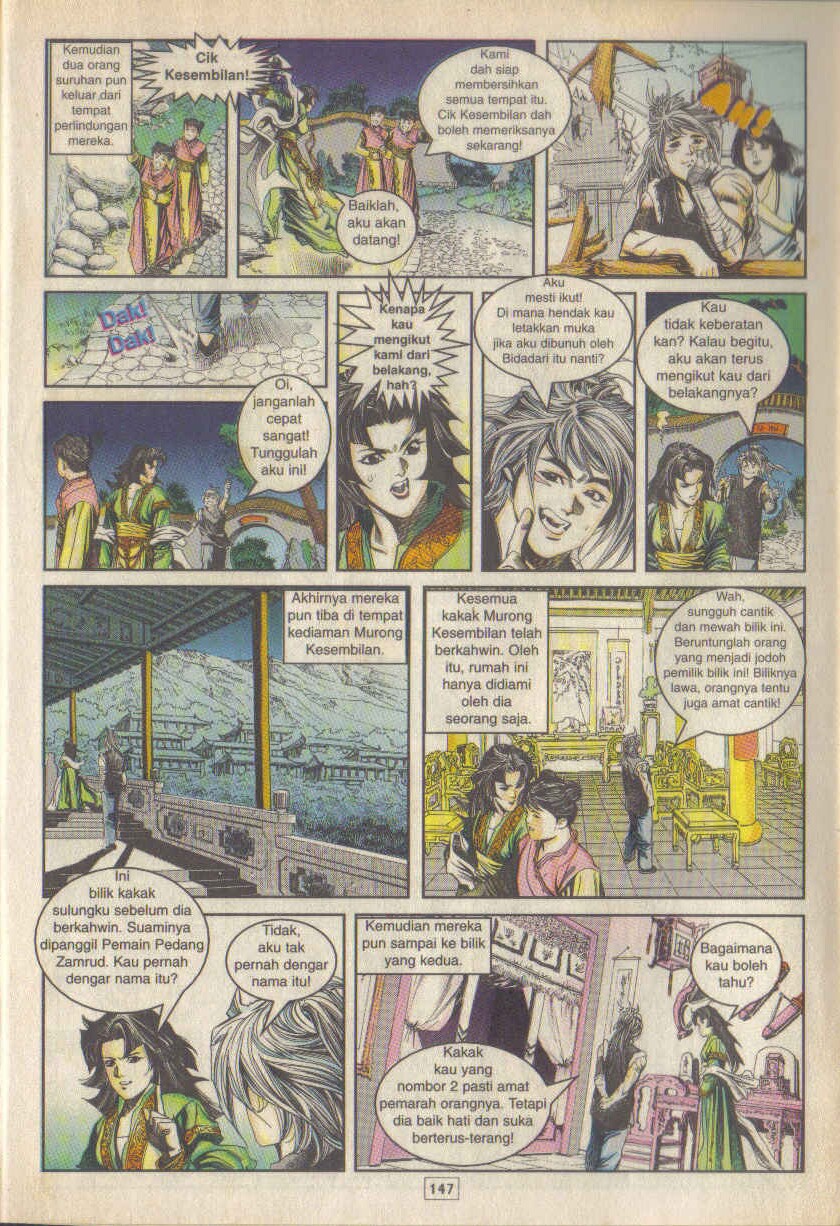 Kemudian
dua orang
suruhan pun
keluar dari
tempat
perlindungan
mereka.
Cik
Kesembilan!
Kami
dah siap
membersihkan
semua tempat itu.
Cik Kesembilan dah
boleh memeriksanya
sekarang!
Baiklah,
aku akan
datang!
Dak!
Dak!
Oi,
janganlah
cepat
sangat!
Tunggulah
aku ini!
Kenapa
kau
mengikut
kami dari
belakang,
hah?
Aku
mesti ikut!
Di mana hendak kau
letakkan muka
jika aku dibunuh oleh
Bidadari itu nanti?
Kau
tidak keberatan
kan? Kalau begitu,
aku akan terus
mengikut kau dari
belakangnya?
Akhirnya mereka
pun tiba di tempat
kediaman Murong
Kesembilan.
Kesemua
kakak Murong
Kesembilan telah
berkahwin. Oleh
itu, rumah ini
hanya didiami
oleh dia
seorang saja.
Wah,
sungguh cantik
dan mewah bilik ini.
Beruntunglah orang
yang menjadi jodoh
pemilik bilik ini! Biliknya
lawa, orangnya tentu
juga amat cantik!
Ini
bilik kakak
sulungku sebelum dia
berkahwin. Suaminya
dipanggil Pemain Pedang
Zamrud. Kau pernah
dengar nama itu?
Tidak,
aku tak
pernah dengar
nama itu!
Kemudian mereka
pun sampai ke bilik
yang kedua.
Bagaimana
kau boleh
tahu?
Kakak
kau yang
nombor 2 pasti amat
pemarah orangnya. Tetapi
dia baik hati dan suka
berterus-terang!
147